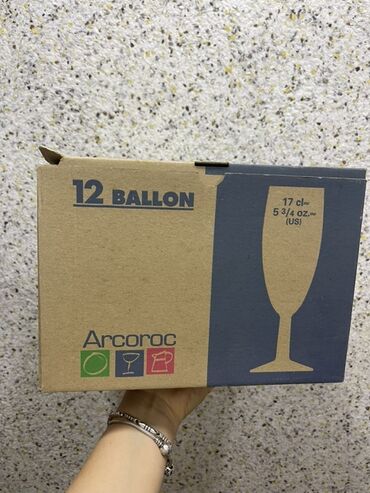 12 BALLON
17 cl~
5 3/4 oz.~
(US)
Arcoroc